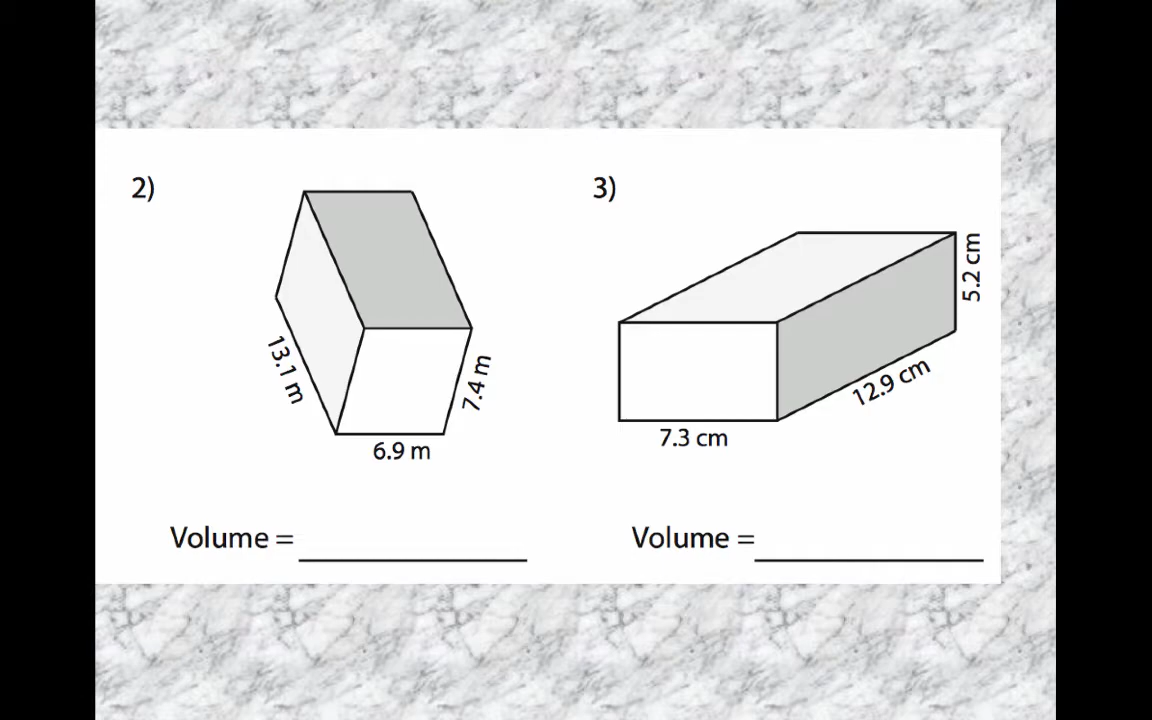 2)
13.1 m
7.4 m
6.9 m
Volume =
3)
5.2 cm
12.9 cm
7.3 cm
Volume =